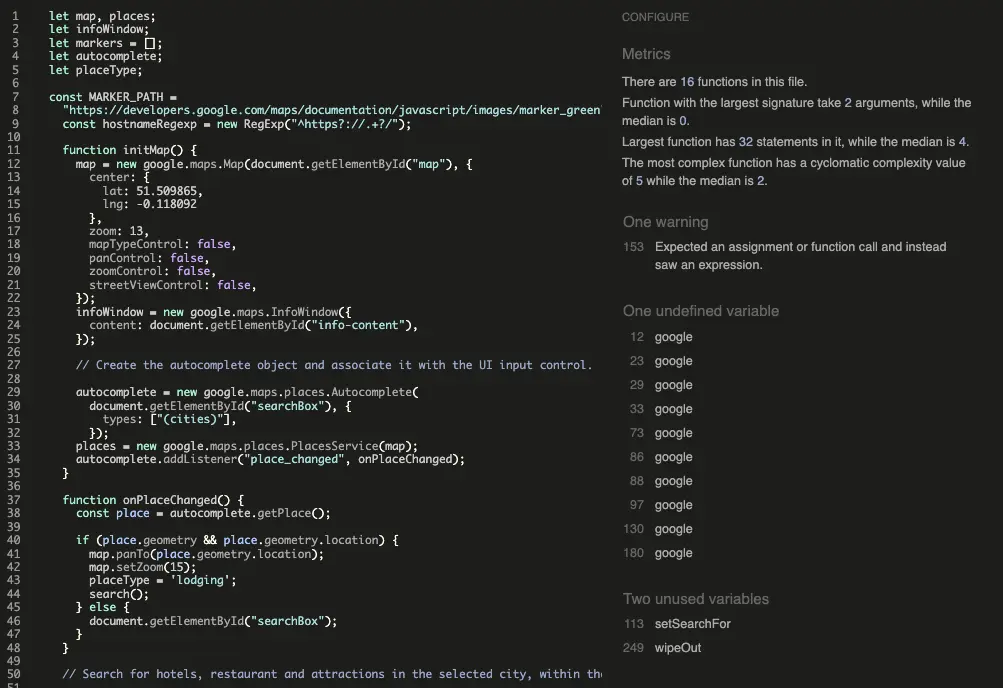 1 let map, places;
2 let infoWindow;
3 let markers = [];
4 let autocomplete;
5 let placeType;
6
7 const MARKER_PATH =
8 "https://developers.google.com/maps/documentation/javascript/images/marker_green
9 const hostnameRegexp = new RegExp("^https?://.+?/");
10
11 function initMap() {
12 map = new google.maps.Map(document.getElementById("map"), {
13 center: {
14 lat: 51.509865,
15 lng: -0.118092
16 },
17 zoom: 13,
18 mapTypeControl: false,
19 panControl: false,
20 zoomControl: false,
21 streetViewControl: false,
22 });
23 infoWindow = new google.maps.InfoWindow({
24 content: document.getElementById("info-content"),
25 });
26
27 // Create the autocomplete object and associate it with the UI input control.
28
29 autocomplete = new google.maps.places.Autocomplete(
30 document.getElementById("searchBox"), {
31 types: ["(cities)"],
32 });
33 places = new google.maps.places.PlacesService(map);
34 autocomplete.addListener("place_changed", onPlaceChanged);
35 }
36
37 function onPlaceChanged() {
38 const place = autocomplete.getPlace();
39
40 if (place.geometry && place.geometry.location) {
41 map.panTo(place.geometry.location);
42 map.setZoom(15);
43 placeType = 'lodging';
44 search();
45 } else {
46 document.getElementById("searchBox");
47 }
48 }
49
50 // Search for hotels, restaurant and attractions in the selected city, within the
51
CONFIGURE
Metrics
There are 16 functions in this file.
Function with the largest signature take 2 arguments, while the
median is 0.
Largest function has 32 statements in it, while the median is 4.
The most complex function has a cyclomatic complexity value
of 5 while the median is 2.
One warning
153 Expected an assignment or function call and instead
saw an expression.
One undefined variable
12 google
23 google
29 google
33 google
73 google
86 google
88 google
97 google
130 google
180 google
Two unused variables
113 setSearchFor
249 wipeOut